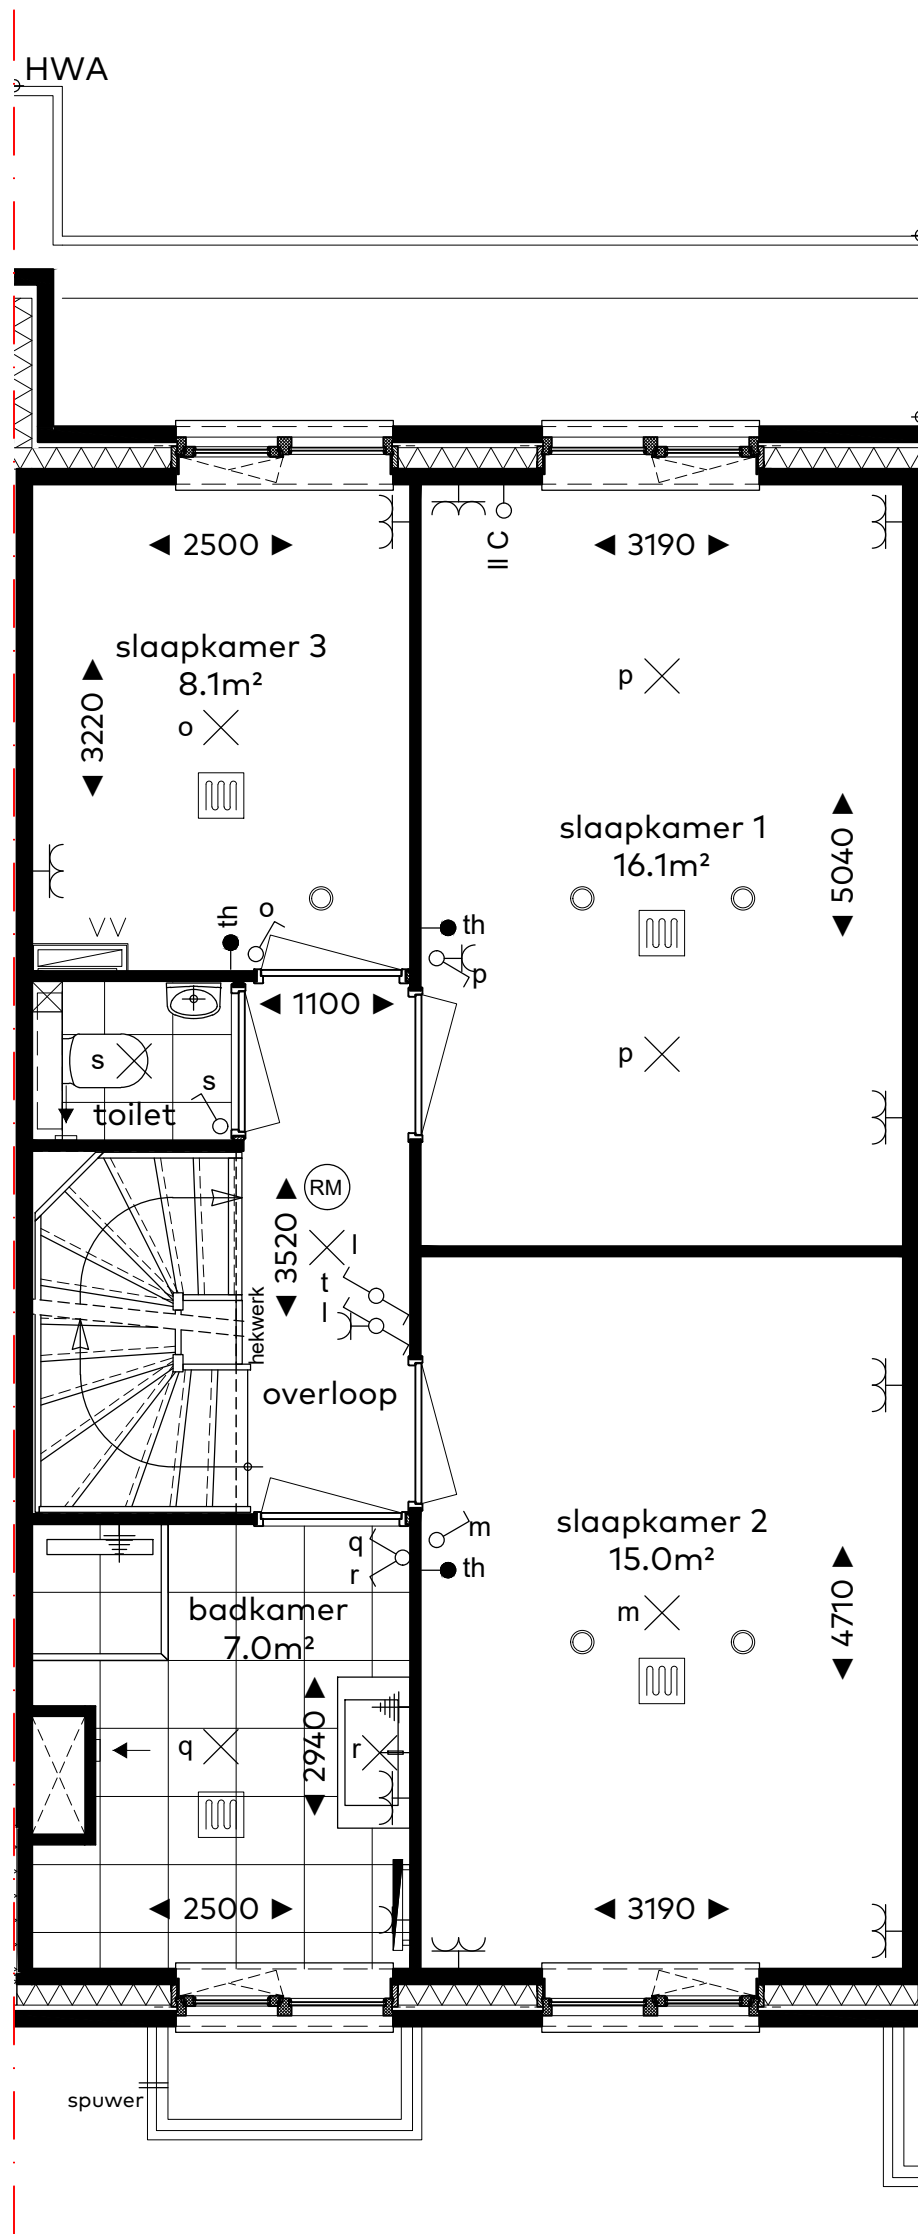 HWA
2500
3190
II C
slaapkamer 3
8.1m²
3220
o
p
slaapkamer 1
16.1m²
5040
th
o
th
p
1100
p
s
s
toilet
RM
3520
l
t
l
hekwerk
overloop
q
r
m
th
slaapkamer 2
15.0m²
4710
badkamer
7.0m²
m
2940
q
r
2500
3190
spuwer